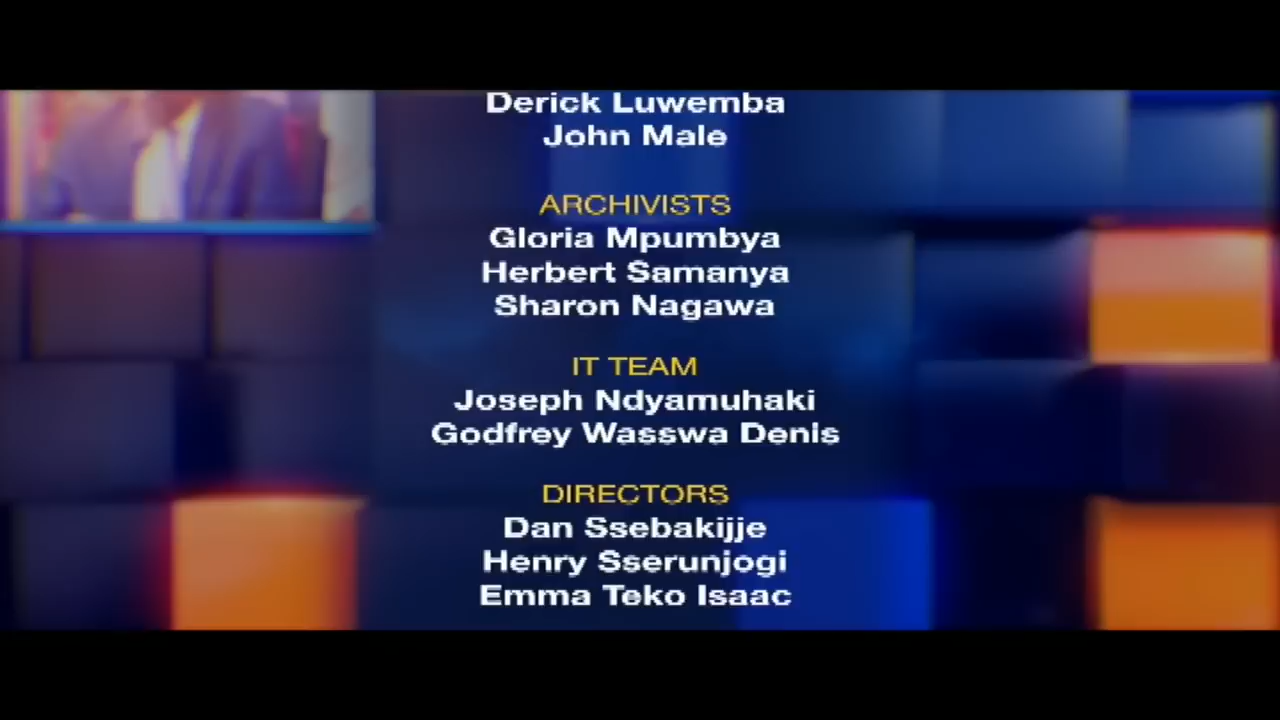 Derick Luwemba
John Male
ARCHIVISTS
Gloria Mpumbya
Herbert Samanya
Sharon Nagawa
IT TEAM
Joseph Ndyamuhaki
Godfrey Wasswa Denis
DIRECTORS
Dan Ssebakijje
Henry Sserunjogi
Emma Teko Isaac